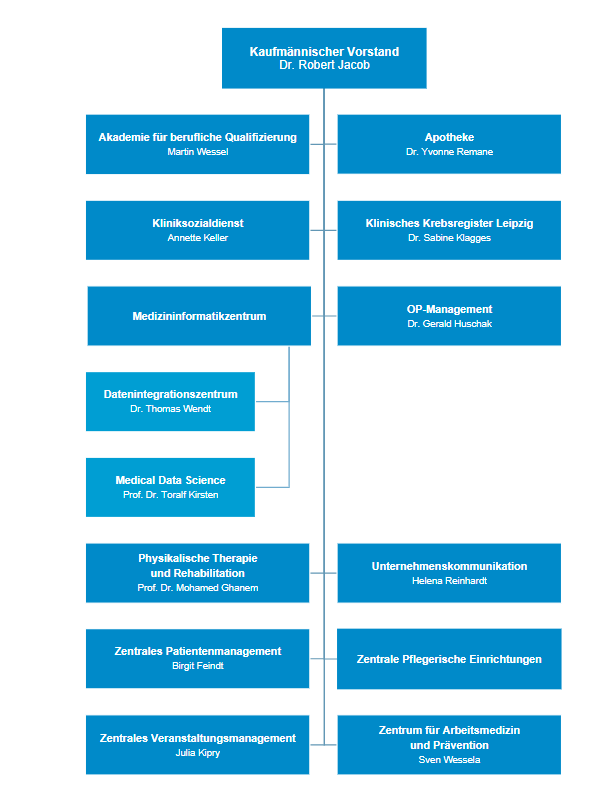 Kaufmännischer Vorstand
Dr. Robert Jacob
Akademie für berufliche Qualifizierung
Martin Wessel
Apotheke
Dr. Yvonne Remane
Kliniksozialdienst
Annette Keller
Klinisches Krebsregister Leipzig
Dr. Sabine Klagges
Medizininformatikzentrum
OP-Management
Dr. Gerald Huschak
Datenintegrationszentrum
Dr. Thomas Wendt
Medical Data Science
Prof. Dr. Toralf Kirsten
Physikalische Therapie
und Rehabilitation
Prof. Dr. Mohamed Ghanem
Unternehmenskommunikation
Helena Reinhardt
Zentrales Patientenmanagement
Birgit Feindt
Zentrale Pflegerische Einrichtungen
Zentrales Veranstaltungsmanagement
Julia Kipry
Zentrum für Arbeitsmedizin
und Prävention
Sven Wessela